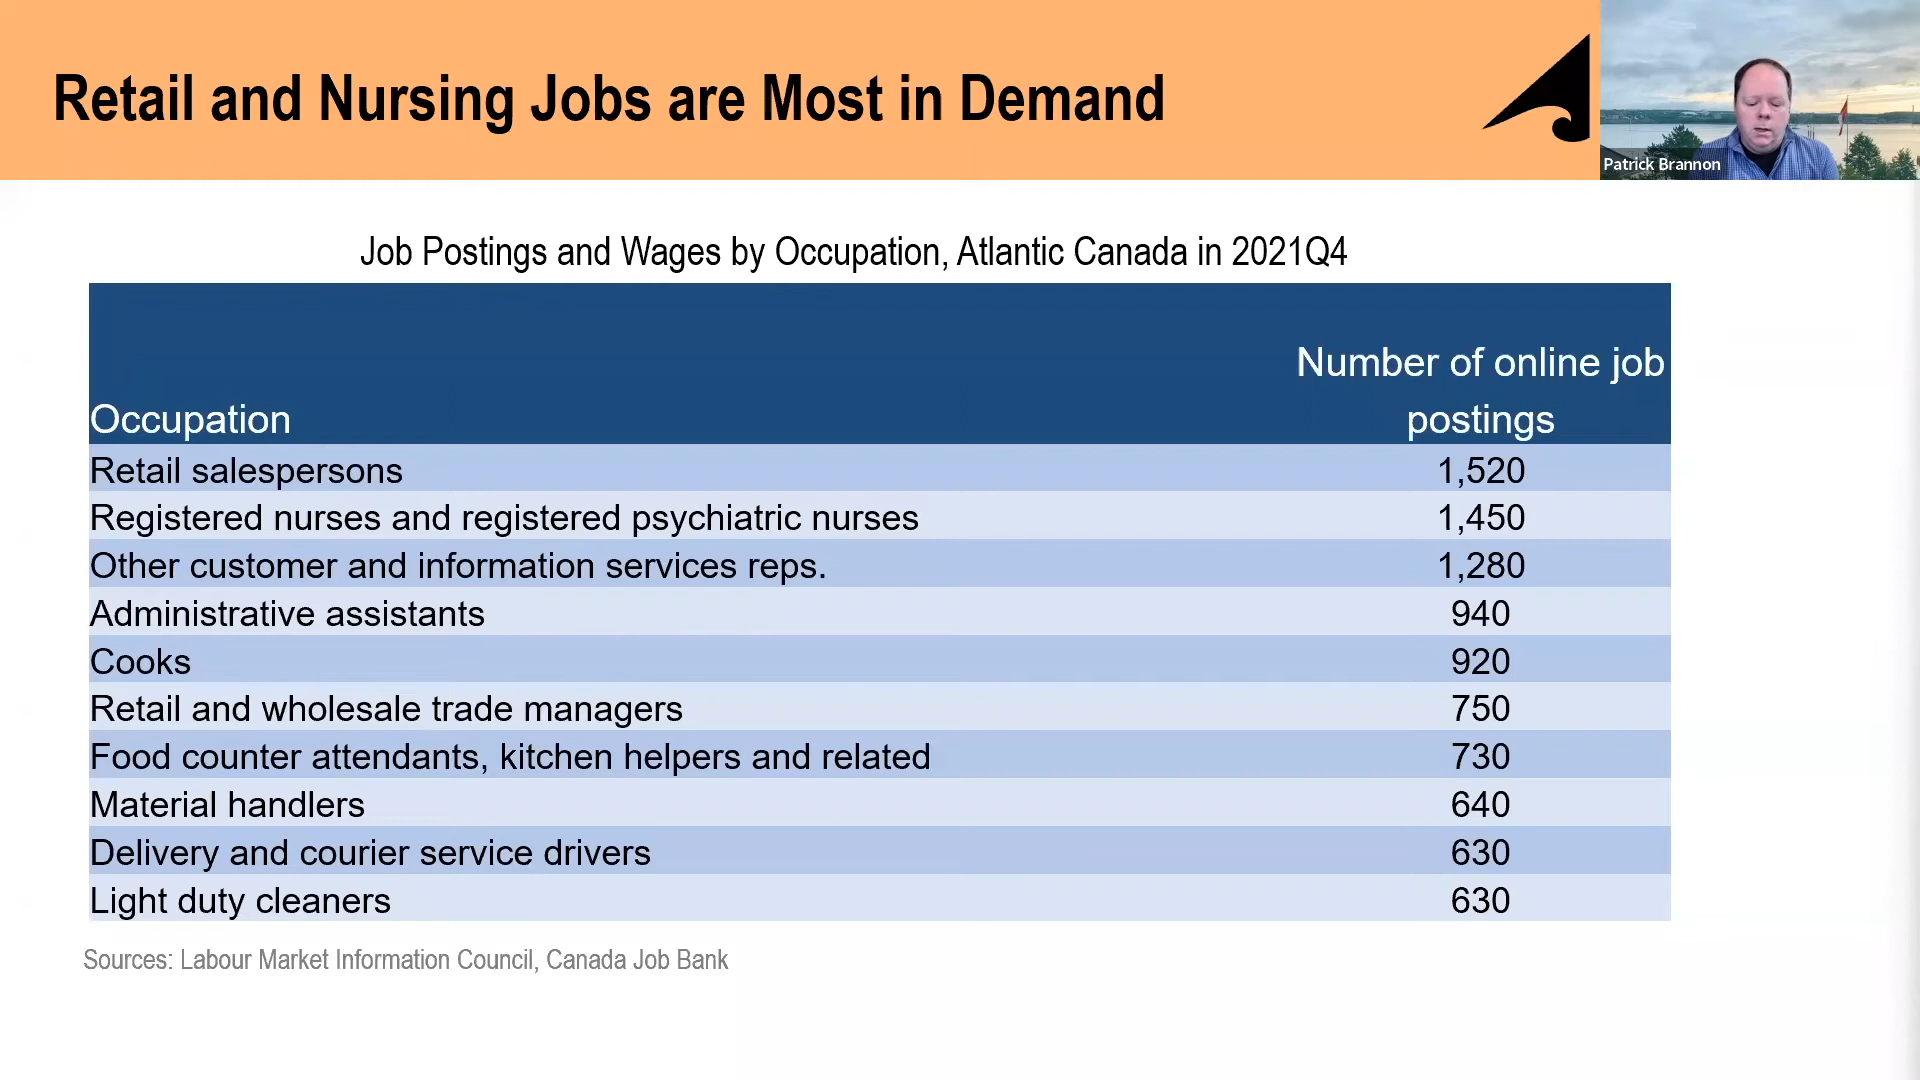 Retail and Nursing Jobs are Most in Demand
Patrick Brannon
Job Postings and Wages by Occupation, Atlantic Canada in 2021Q4
Occupation
Number of online job
postings
Retail salespersons 1,520
Registered nurses and registered psychiatric nurses 1,450
Other customer and information services reps. 1,280
Administrative assistants 940
Cooks 920
Retail and wholesale trade managers 750
Food counter attendants, kitchen helpers and related 730
Material handlers 640
Delivery and courier service drivers 630
Light duty cleaners 630
Sources: Labour Market Information Council, Canada Job Bank